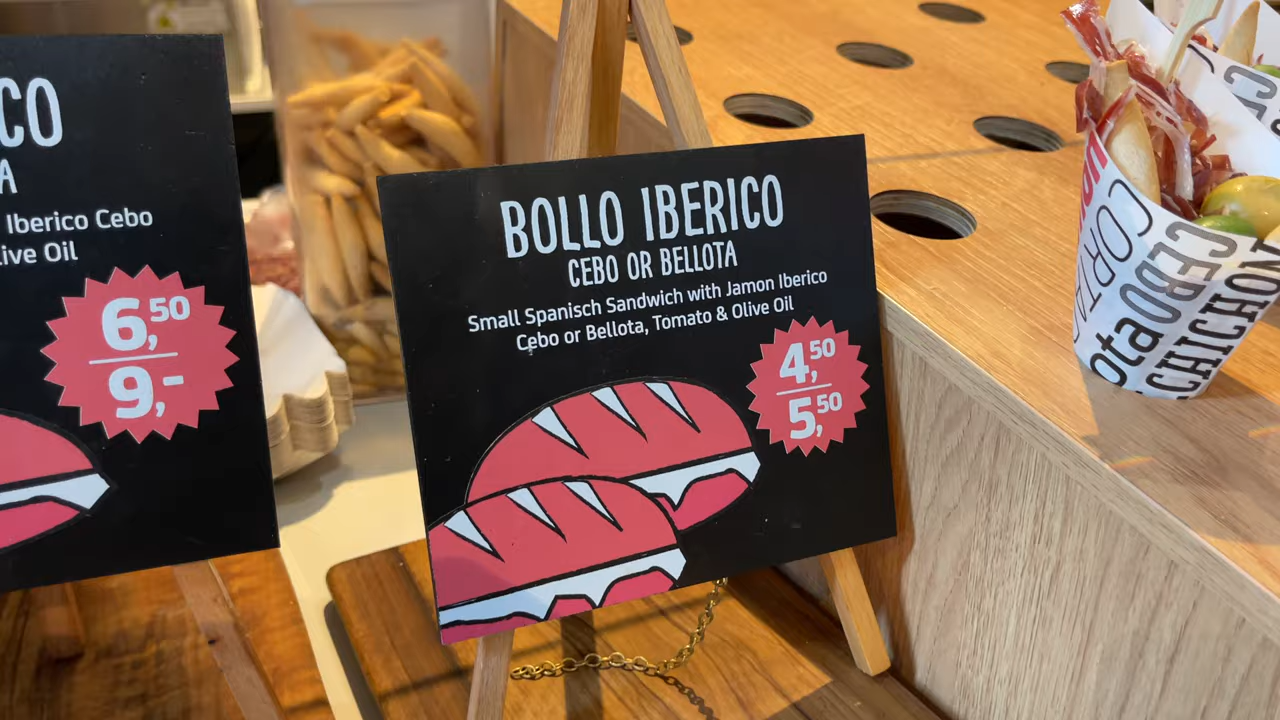 CO
A
Iberico Cebo
ive Oil
6,50
9,-
BOLLO IBERICO
CEBO OR BELLOTA
Small Spanisch Sandwich with Jamon Iberico
Cebo or Bellota, Tomato & Olive Oil
4,50
5,50
CORTA
CEBO
ota
CHICHON